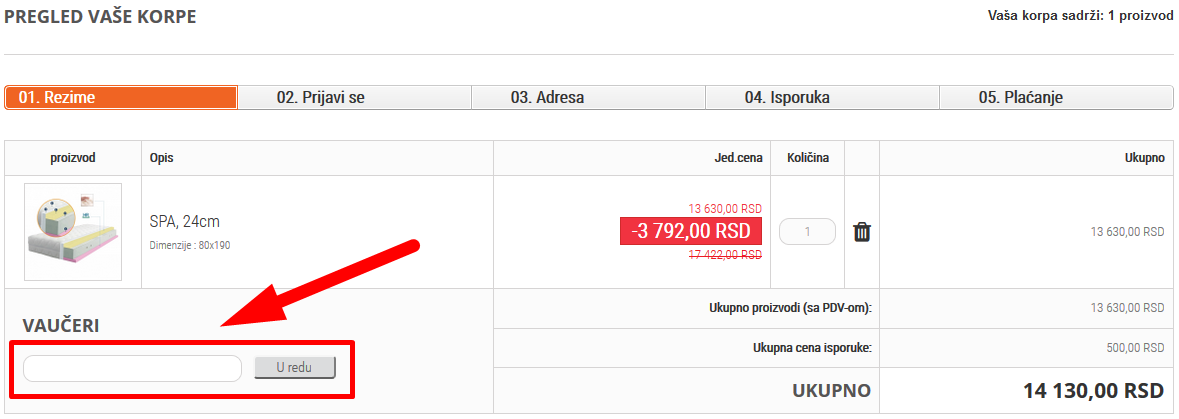 PREGLED VAŠE KORPE
Vaša korpa sadrži: 1 proizvod
01. Rezime 02. Prijavi se 03. Adresa 04. Isporuka 05. Plaćanje
proizvod Opis Jed.cena Količina Ukupno
13 630,00 RSD
SPA, 24cm
-3 792,00 RSD 1 13 630,00 RSD
Dimenzije : 80x190
17 422,00 RSD
Ukupno proizvodi (sa PDV-om): 13 630,00 RSD
VAUČERI
Ukupna cena isporuke: 500,00 RSD
U redu
UKUPNO 14 130,00 RSD